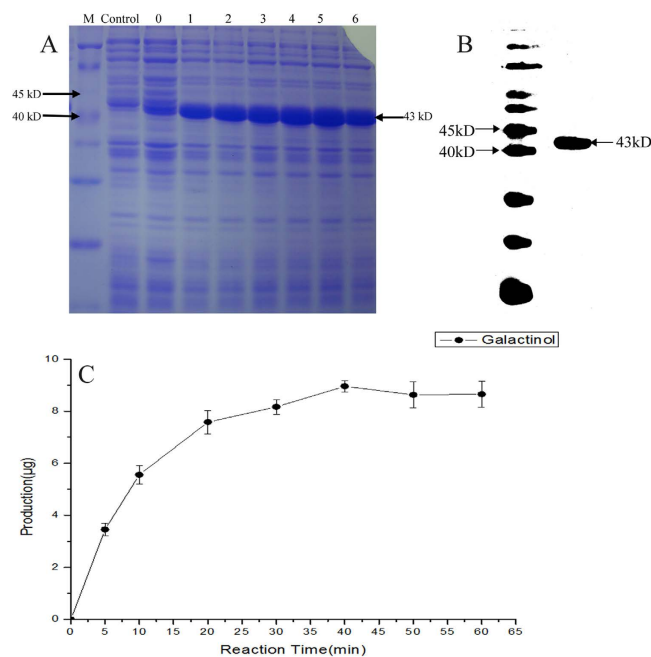 M Control 0 1 2 3 4 5 6
A
45 kD
40 kD
43 kD
B
45kD
40kD
43kD
Galactinol
C
10
8
6
4
2
0
Production(μg)
0 5 10 15 20 25 30 35 40 45 50 55 60 65
Reaction Time(min)